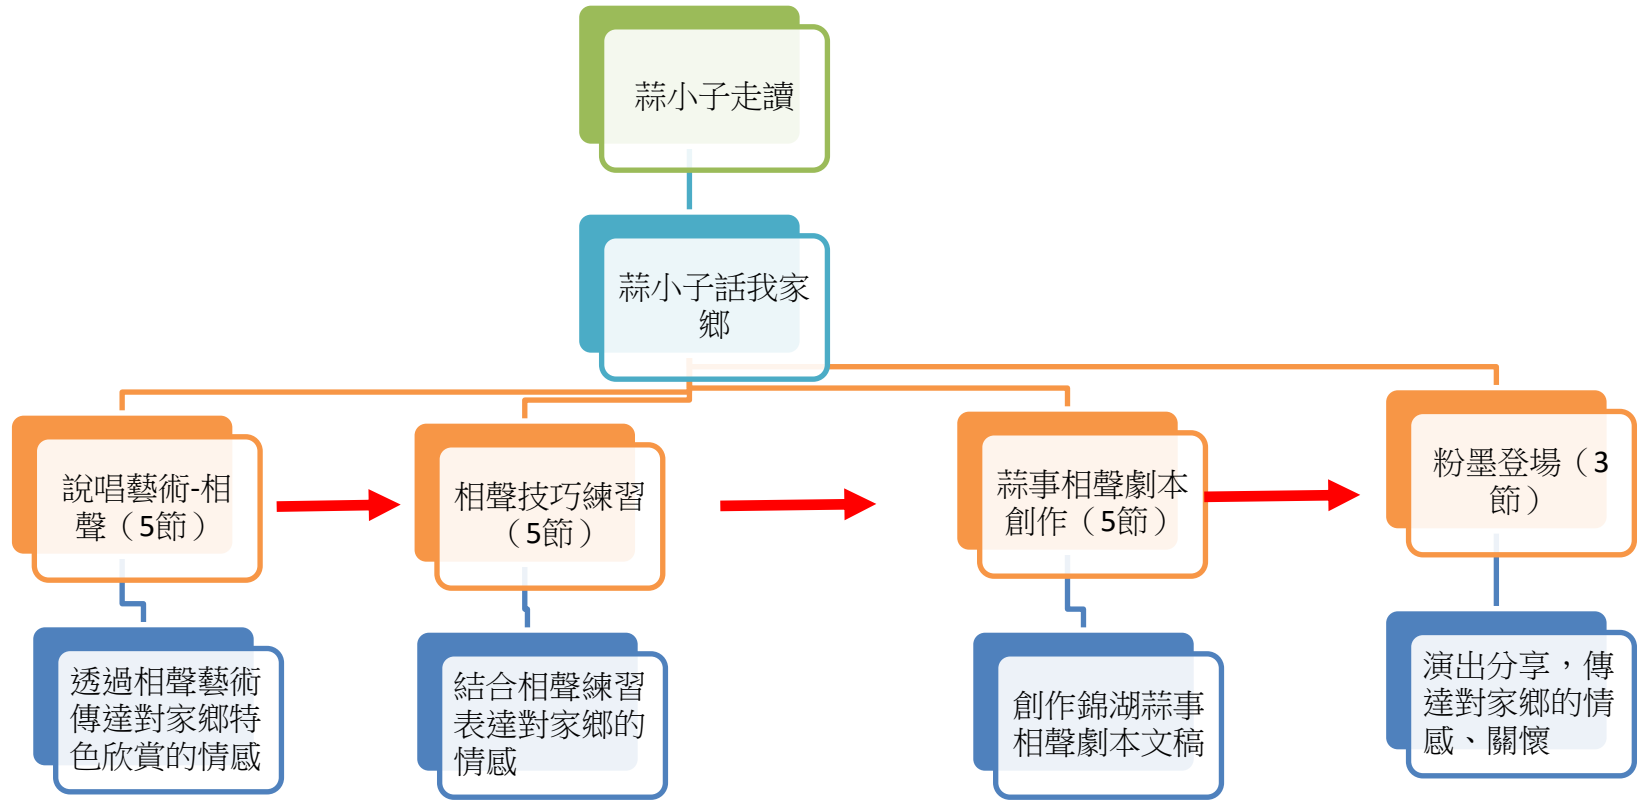 蒜小子走讀
蒜小子話我家
鄉
說唱藝術-相
聲（5節）
相聲技巧練習
（5節）
蒜事相聲劇本
創作（5節）
粉墨登場（3
節）
透過相聲藝術
傳達對家鄉特
色欣賞的情感
結合相聲練習
表達對家鄉的
情感
創作錦湖蒜事
相聲劇本文稿
演出分享，傳
達對家鄉的情
感、關懷